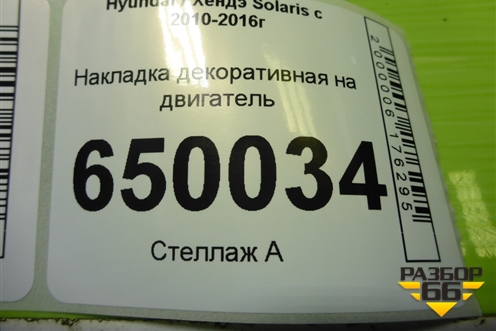 Hyundai / Хендэ Solaris с
2010-2016г
Накладка декоративная на
двигатель
650034
Стеллаж А
2000006176295
РАЗБОР
66